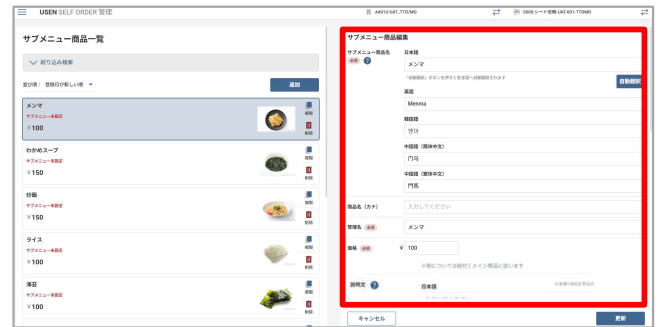 USEN SELF ORDER 管理
A4010:UAT_TTO/MO
0000:シート依頼-UAT-001-TTOMO
サブメニュー商品一覧
絞り込み検索
並び順： 登録日が新しい順
追加
メンマ
サブメニュー未設定
¥100
複製
削除
わかめスープ
サブメニュー未設定
¥150
複製
削除
炒飯
サブメニュー未設定
¥150
複製
削除
ライス
サブメニュー未設定
¥100
複製
削除
海苔
サブメニュー未設定
¥100
複製
削除
サブメニュー商品編集
サブメニュー商品名
必須
日本語
メンマ
「自動翻訳」ボタンを押すと各言語へ自動翻訳されます
自動翻訳
英語
Menma
韓国語
멘마
中国語（簡体中文）
门马
中国語（繁体中文）
門馬
商品名（カナ）
入力してください
管理名 必須
メンマ
価格 必須
¥ 100
※税については紐付くメイン商品に従います
説明文
日本語
キャンセル
更新